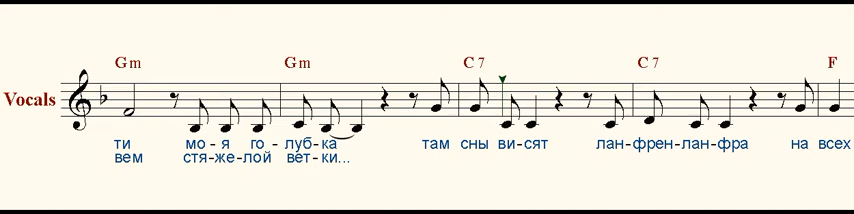 Gm Gm C7 C7 F
Vocals
ти мо-я го-луб-ка там сны ви-сят лан-френ-лан-фра на всех
вем стя-же-лой вет-ки...